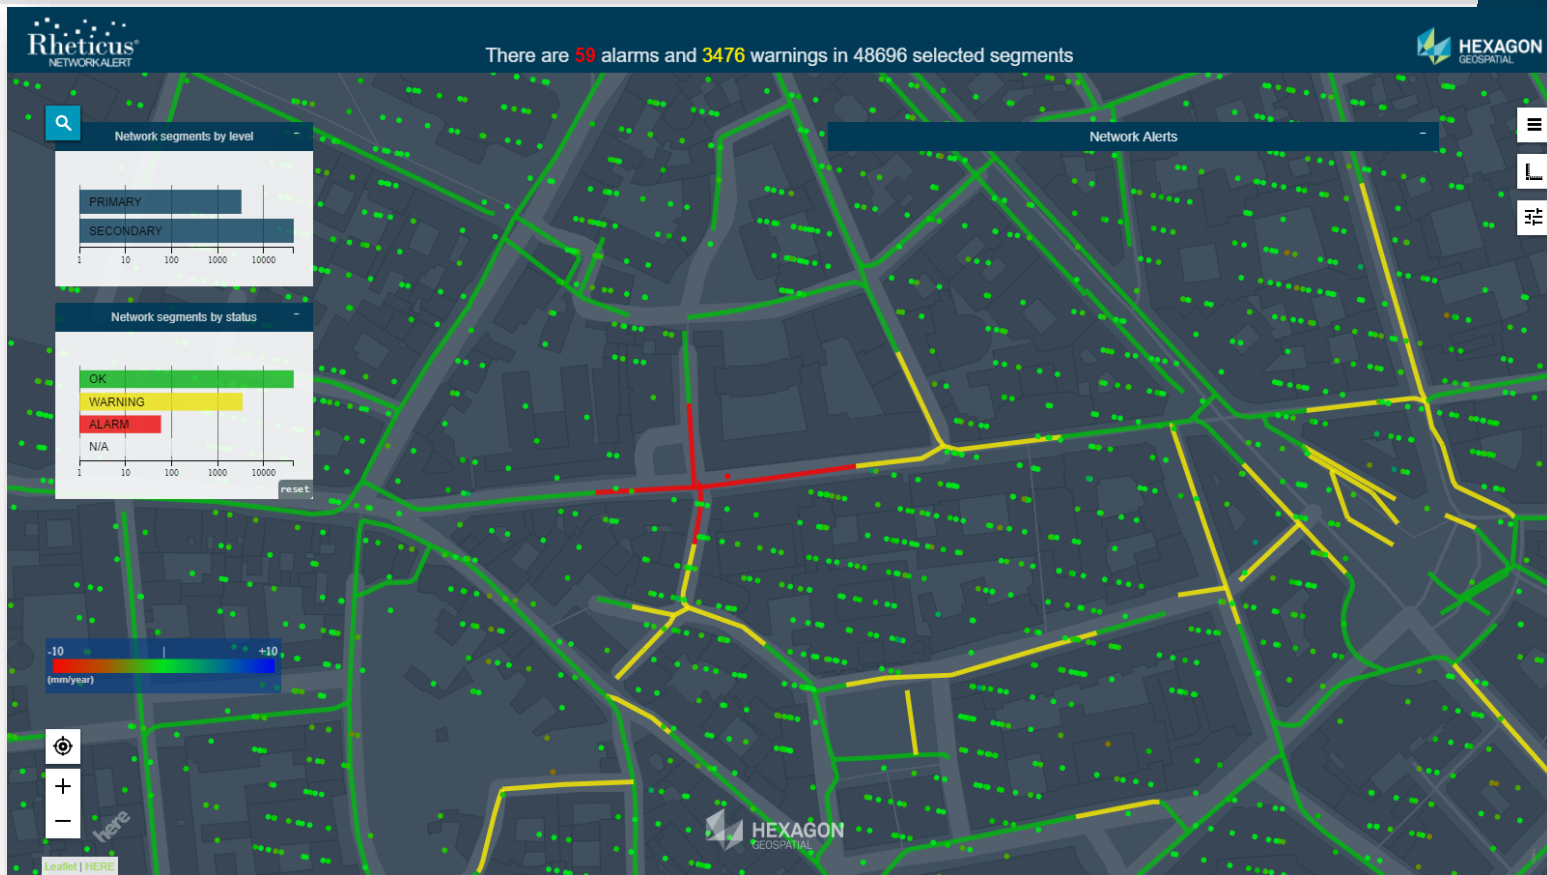 Rheticus®
NETWORK ALERT
There are 59 alarms and 3476 warnings in 48696 selected segments
HEXAGON
GEOSPATIAL
Network segments by level
PRIMARY
SECONDARY
1 10 100 1000 10000
Network Alerts
Network segments by status
OK
WARNING
ALARM
N/A
1 10 100 1000 10000
reset
-10 +10
(mm/year)
+
−
here
HEXAGON
GEOSPATIAL
Leaflet | HERE